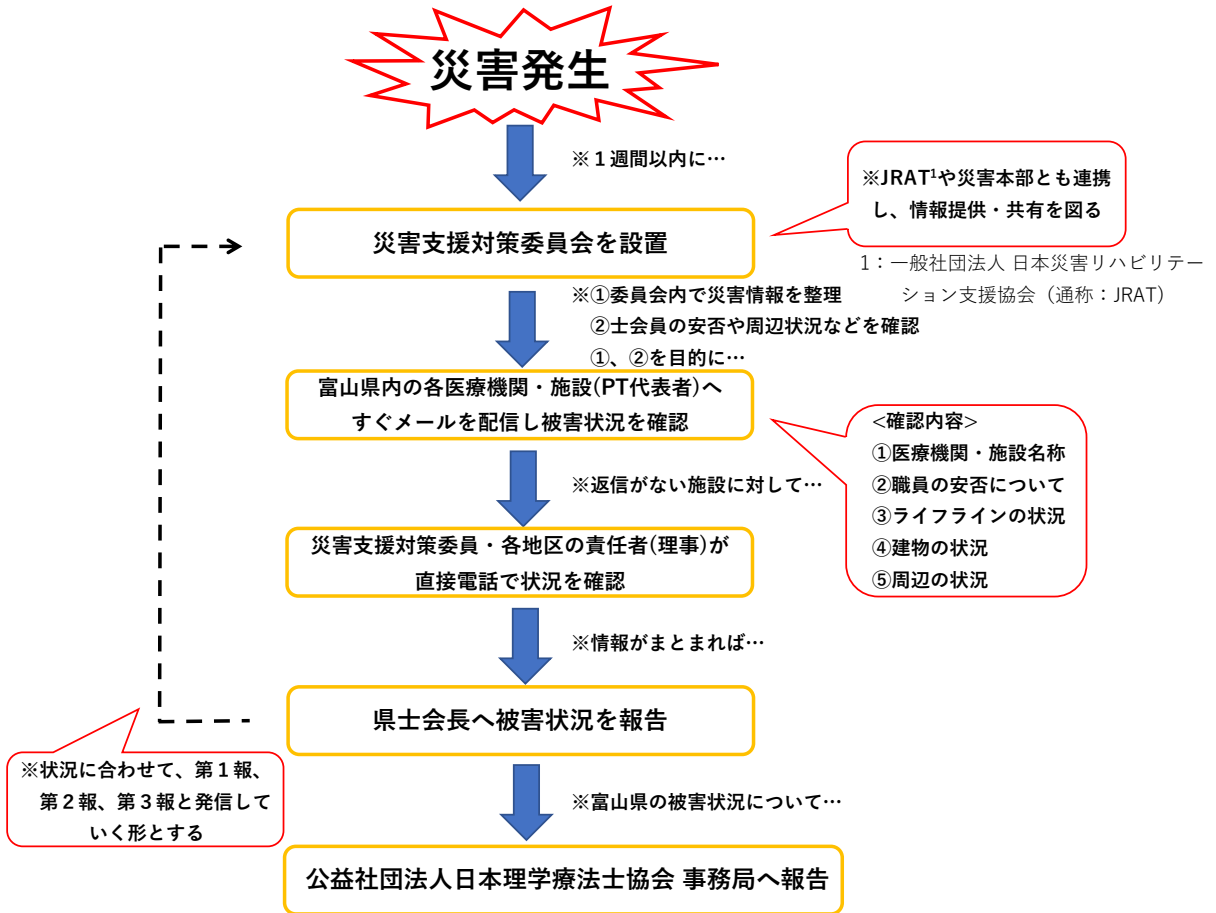 災害発生
※１週間以内に…
※JRAT¹や災害本部とも連携
し、情報提供・共有を図る
災害支援対策委員会を設置
1：一般社団法人 日本災害リハビリテー
ション支援協会（通称：JRAT）
※①委員会内で災害情報を整理
②士会員の安否や周辺状況などを確認
①、②を目的に…
富山県内の各医療機関・施設(PT代表者)へ
すぐメールを配信し被害状況を確認
<確認内容>
①医療機関・施設名称
②職員の安否について
③ライフラインの状況
④建物の状況
⑤周辺の状況
※返信がない施設に対して…
災害支援対策委員・各地区の責任者(理事)が
直接電話で状況を確認
※情報がまとまれば…
県士会長へ被害状況を報告
※状況に合わせて、第１報、
第２報、第３報と発信して
いく形とする
※富山県の被害状況について…
公益社団法人日本理学療法士協会 事務局へ報告